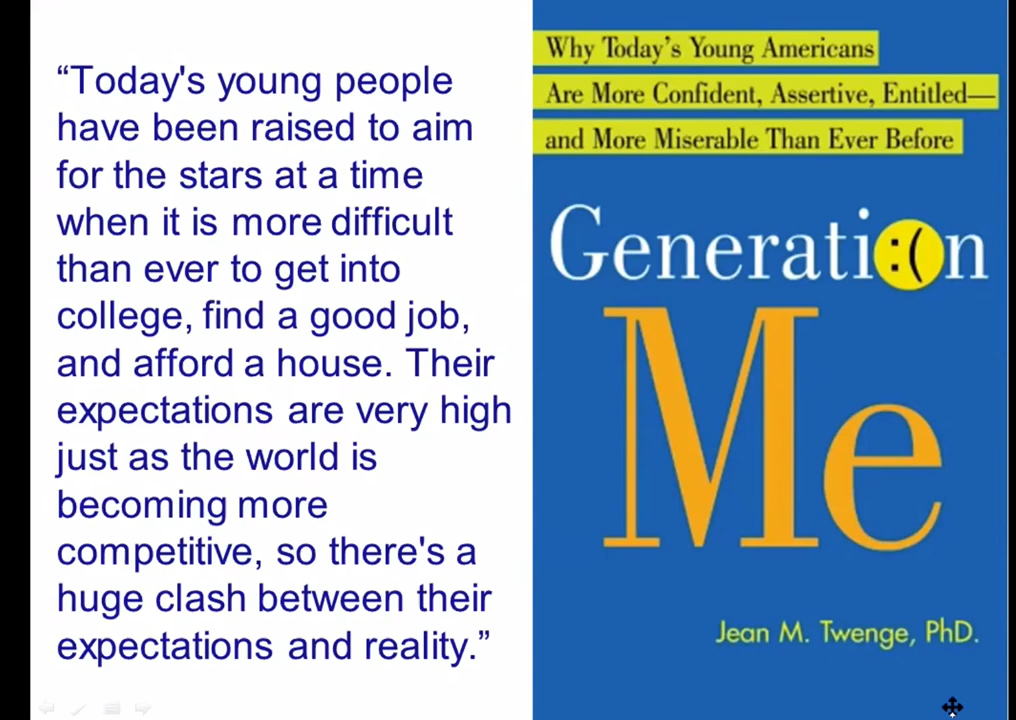 “Today's young people
have been raised to aim
for the stars at a time
when it is more difficult
than ever to get into
college, find a good job,
and afford a house. Their
expectations are very high
just as the world is
becoming more
competitive, so there's a
huge clash between their
expectations and reality.”
Why Today's Young Americans
Are More Confident, Assertive, Entitled—
and More Miserable Than Ever Before
Generati:(n
Me
Jean M. Twenge, PhD.